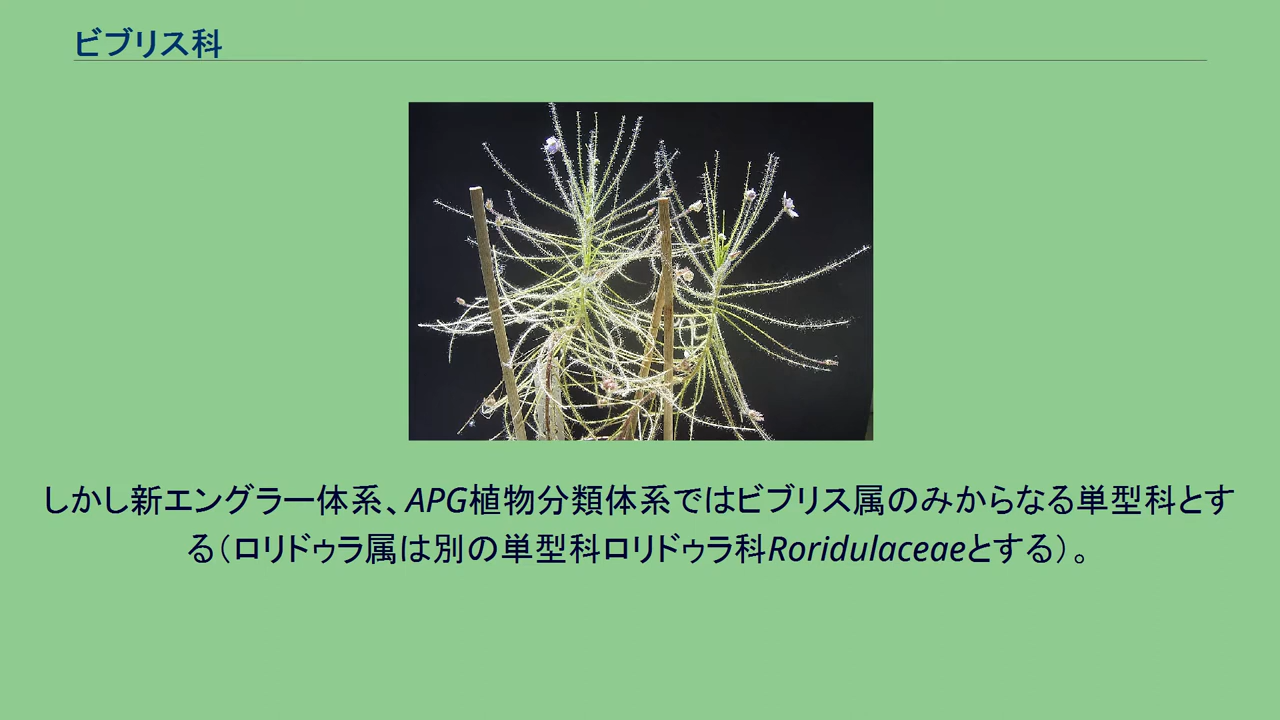 ビブリス科
しかし新エングラー体系、APG植物分類体系ではビブリス属のみからなる単型科とす
る（ロリドゥラ属は別の単型科ロリドゥラ科Roridulaceaeとする）。